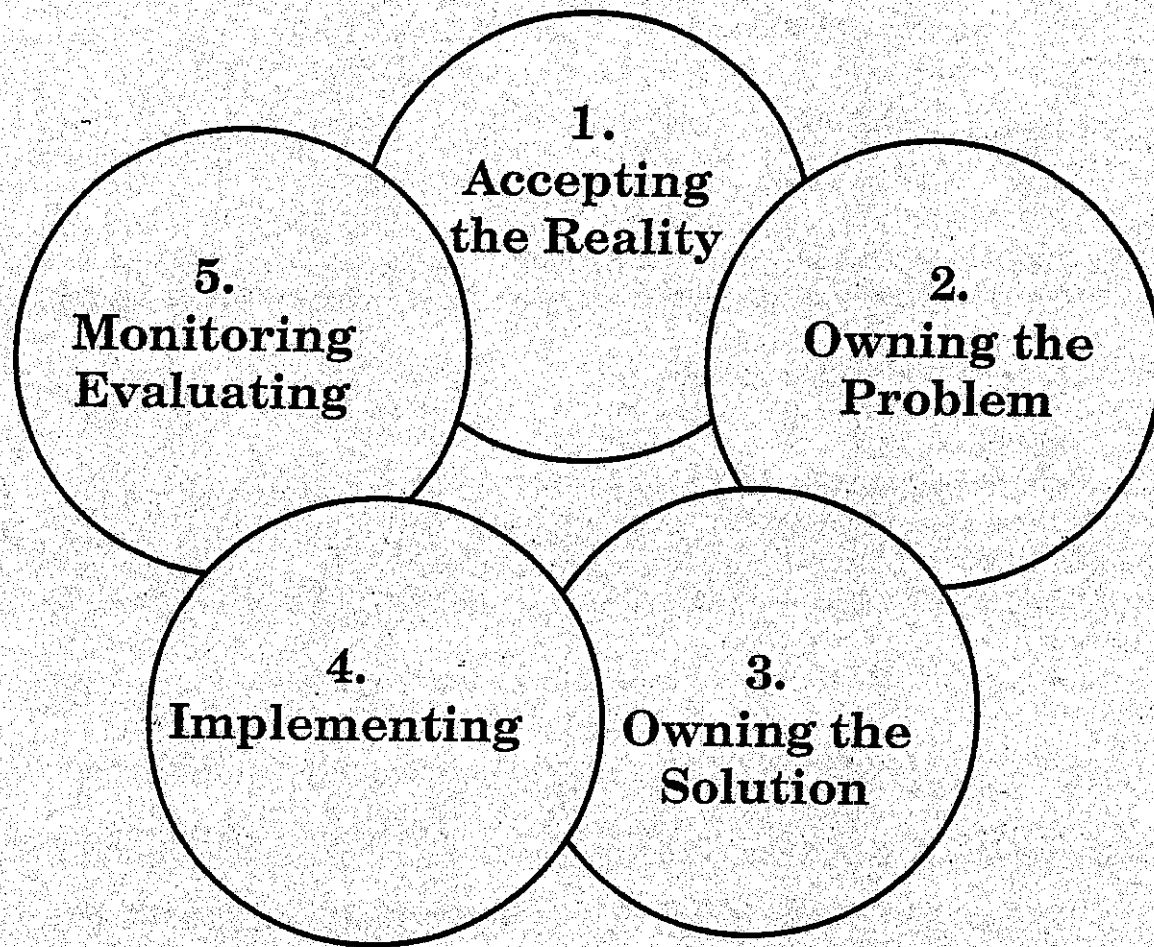 1.
Accepting
the Reality
2.
Owning the
Problem
3.
Owning the
Solution
4.
Implementing
5.
Monitoring
Evaluating